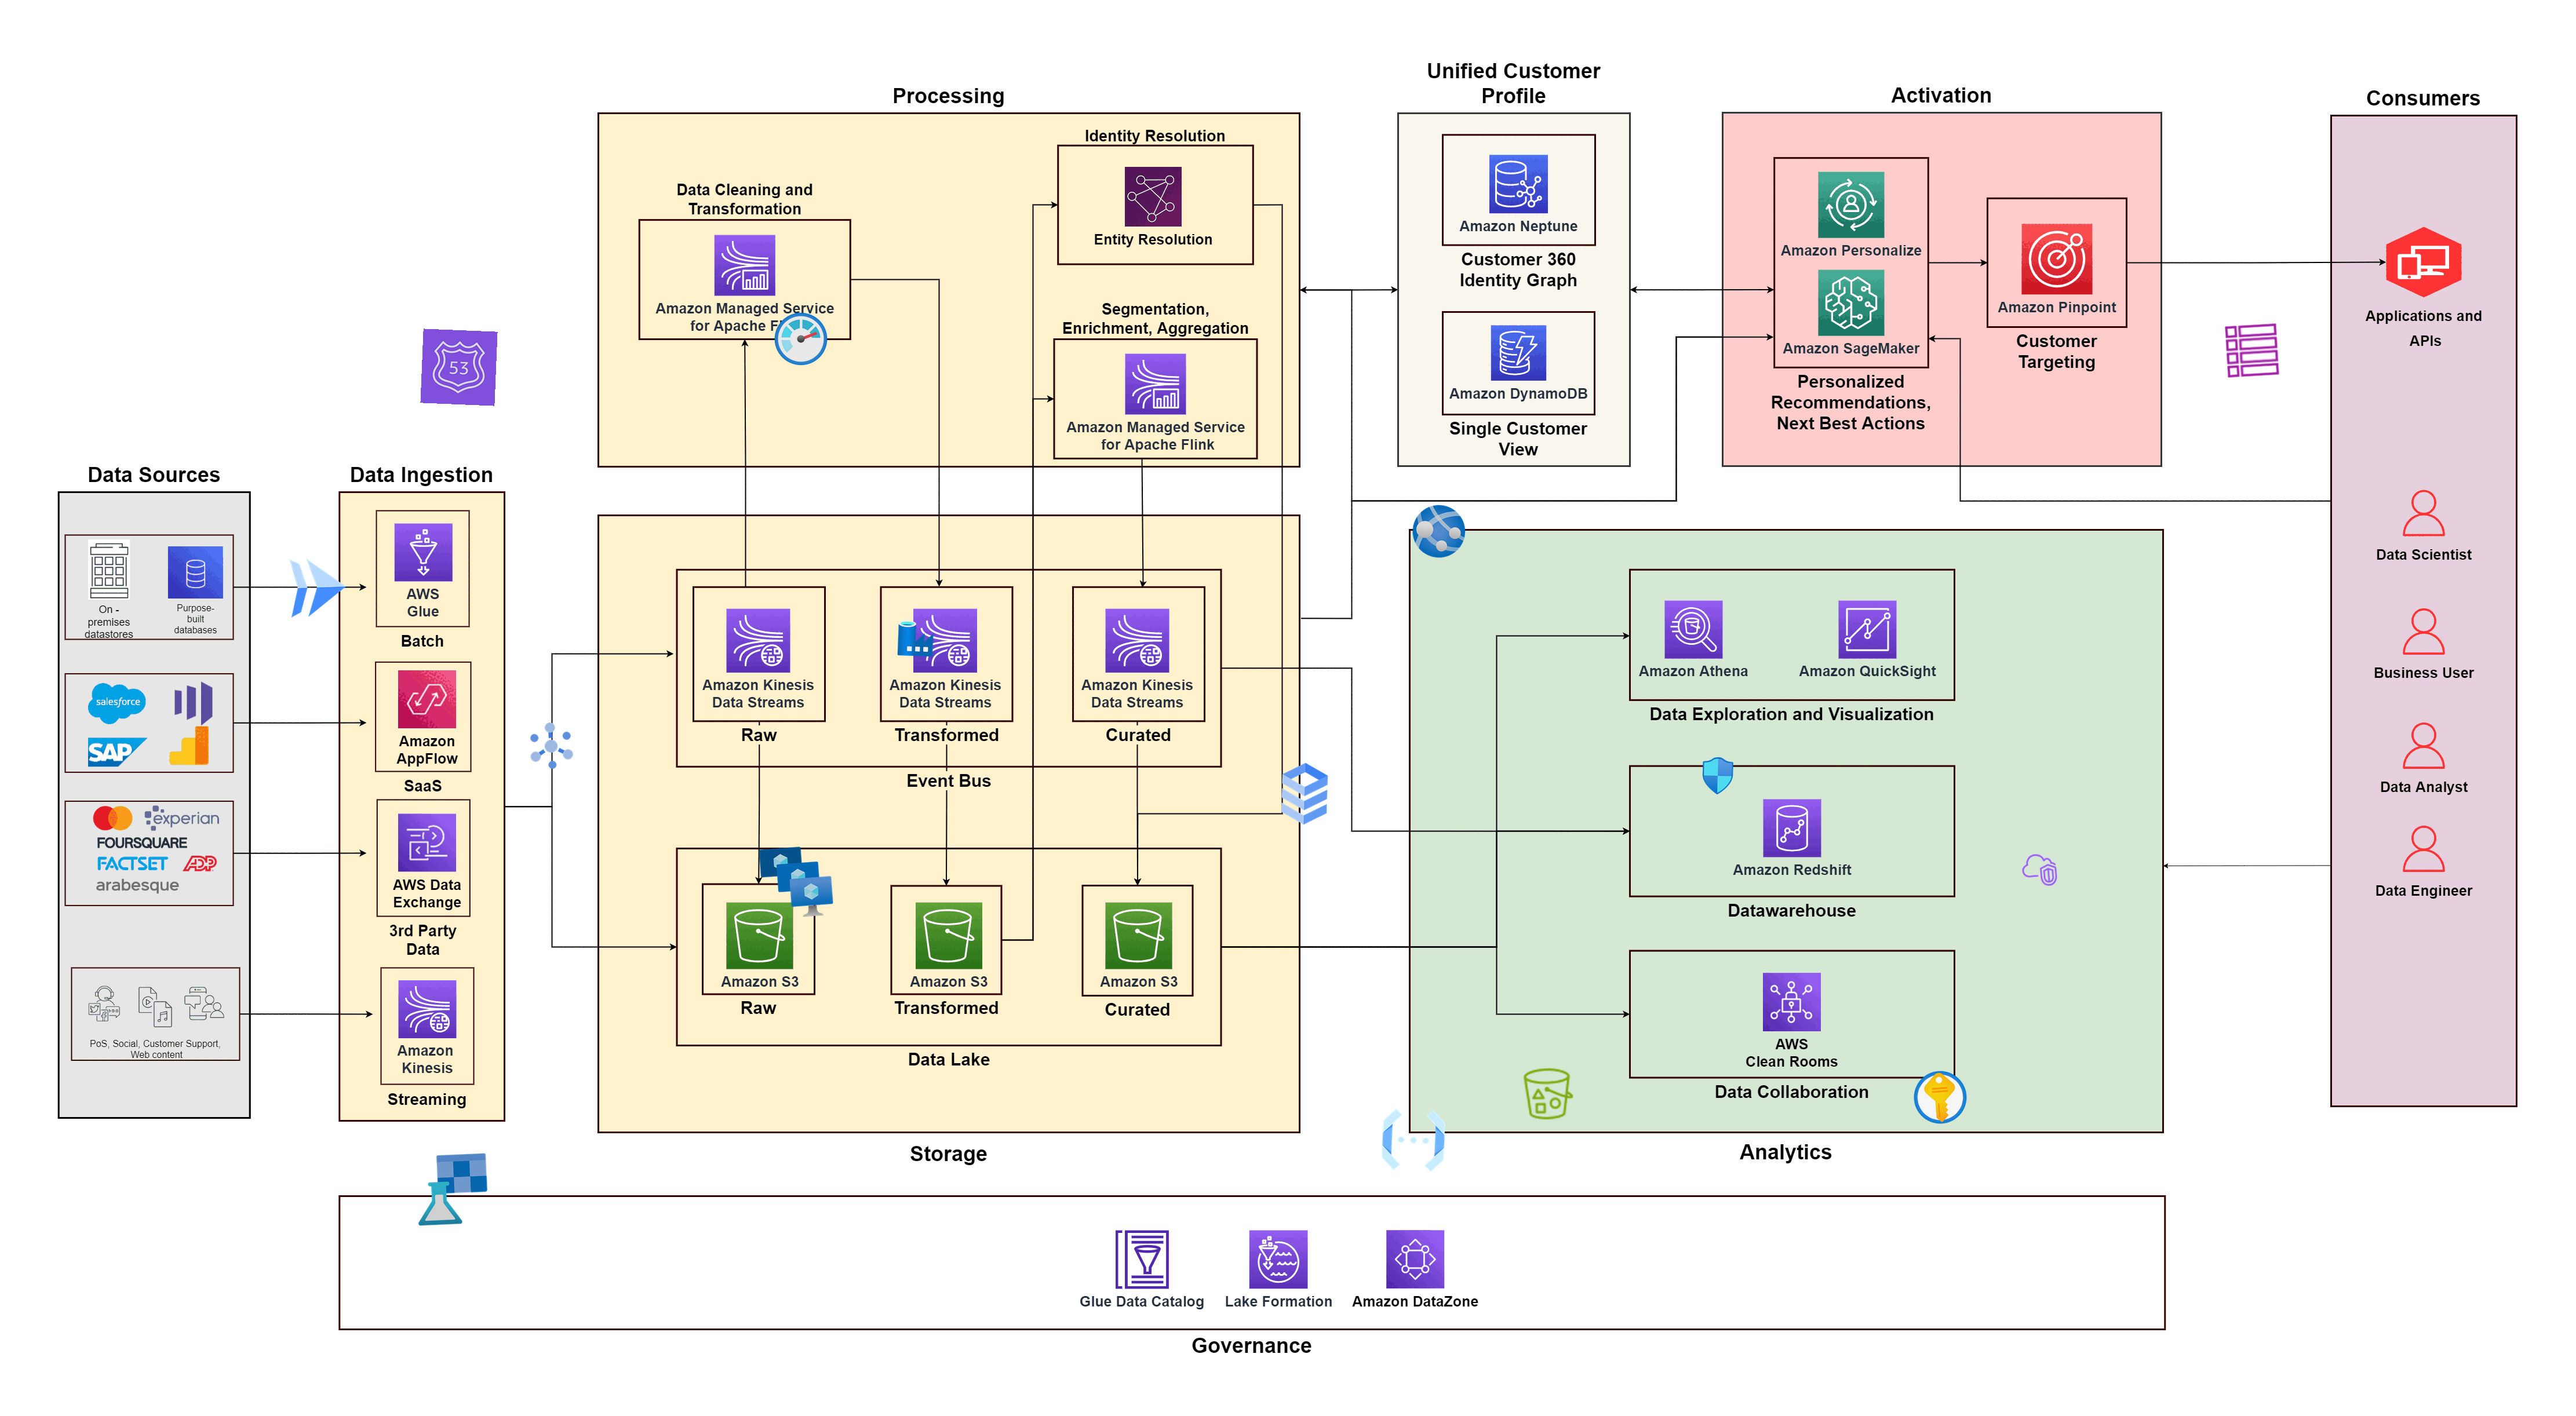 Unified Customer
Profile
Processing
Activation
Consumers
Identity Resolution
Entity Resolution
Data Cleaning and
Transformation
Amazon Managed Service
for Apache
Segmentation,
Enrichment, Aggregation
Amazon Managed Service
for Apache Flink
Amazon Neptune
Customer 360
Identity Graph
Amazon DynamoDB
Single Customer
View
Amazon Personalize
Amazon SageMaker
Personalized
Recommendations,
Next Best Actions
Amazon Pinpoint
Customer
Targeting
Applications and
APIs
53
Data Sources
Data Ingestion
On -
premises
datastores
Purpose-
built
databases
salesforce
SAP
experian
FOURSQUARE
FACTSET
ADP
arabesque
PoS, Social, Customer Support,
Web content
AWS
Glue
Batch
Amazon
AppFlow
SaaS
AWS Data
Exchange
3rd Party
Data
Amazon
Kinesis
Streaming
Amazon Kinesis
Data Streams
Raw
Amazon Kinesis
Data Streams
Transformed
Amazon Kinesis
Data Streams
Curated
Event Bus
Amazon S3
Raw
Amazon S3
Transformed
Amazon S3
Curated
Data Lake
Storage
Amazon Athena
Amazon QuickSight
Data Exploration and Visualization
Amazon Redshift
Datawarehouse
AWS
Clean Rooms
Data Collaboration
Analytics
Data Scientist
Business User
Data Analyst
Data Engineer
Glue Data Catalog
Lake Formation
Amazon DataZone
Governance